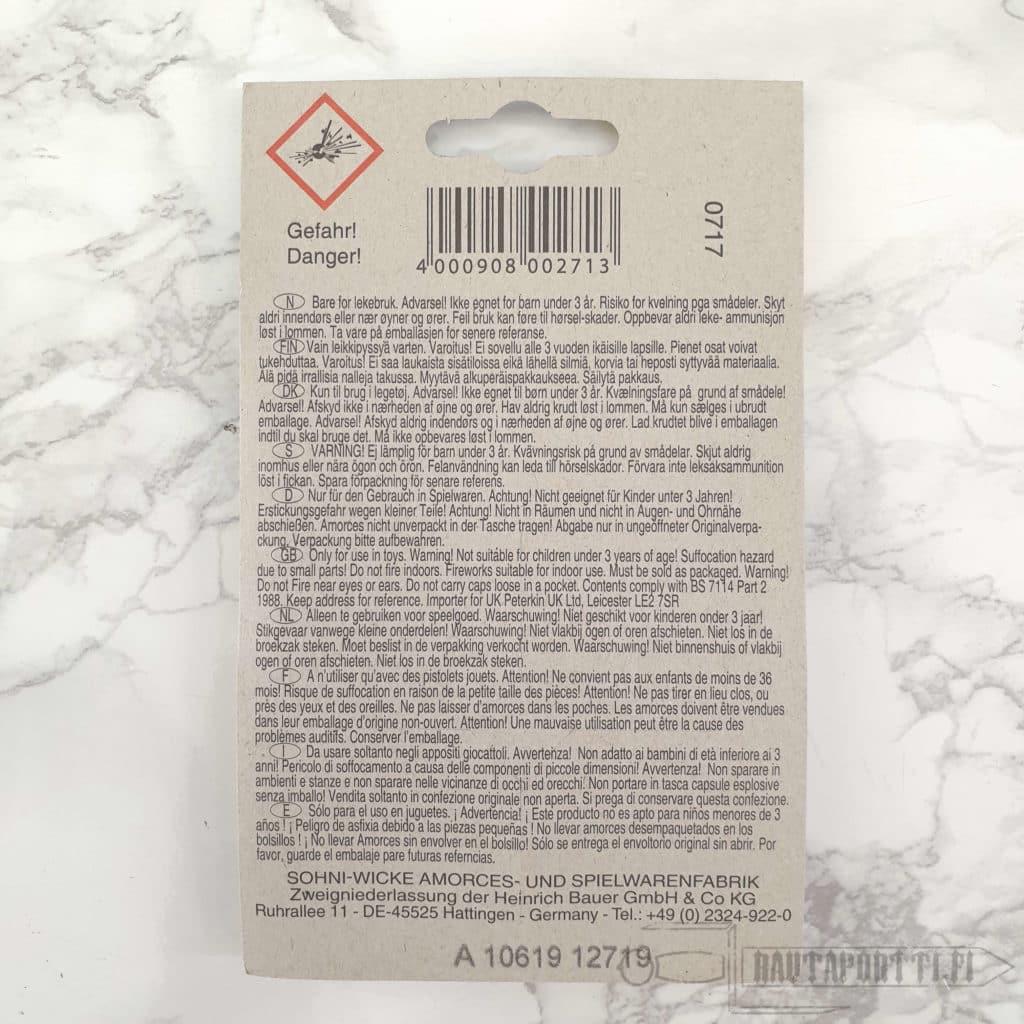 Gefahr!
Danger!
4 000908 002713
0717
N Bare for lekebruk. Advarsel! Ikke egnet for barn under 3 år. Risiko for kvelning pga smådeler. Skyt
aldri innendørs eller nær øyner og ører. Feil bruk kan føre til hørsel-skader. Oppbevar aldri leke- ammunisjon
løst i lommen. Ta vare på emballasjen for senere referanse.
FIN Vain leikkipyssyä varten. Varoitus! Ei sovellu alle 3 vuoden ikäisille lapsille. Pienet osat voivat
tukehduttaa. Varoitus! Ei saa laukaista sisätiloissa eikä lähellä silmiä, korvia tai heposti syttyvää materiaalia.
Älä pidä irrallisia nalleja takussa. Myytävä alkuperäispakkaukseea. Säilytä pakkaus.
DK Kun til brug i legetøj. Advarsel! Ikke egnet til børn under 3 år. Kvælningsfare på grund af smådele!
Advarsel! Afskyd ikke i nærheden af øjne og ører. Hav aldrig krudt løst i lommen. Må kun sælges i ubrudt
emballage. Advarsel! Afskyd aldrig indendørs og i nærheden af øjne og ører. Lad krudtet blive i emballagen
indtil du skal bruge det. Må ikke opbevares løst i lommen.
S VARNING! Ej lämplig för barn under 3 år. Kvävningsrisk på grund av smådelar. Skjut aldrig
inomhus eller nära ögon och öron. Felanvändning kan leda till hörselskador. Förvara inte leksaksammunition
löst i fickan. Spara förpackning för senare referens.
D Nur für den Gebrauch in Spielwaren. Achtung! Nicht geeignet für Kinder unter 3 Jahren!
Erstickungsgefahr wegen kleiner Teile! Achtung! Nicht in Räumen und nicht in Augen- und Ohrnähe
abschießen. Amorces nicht unverpackt in der Tasche tragen! Abgabe nur in ungeöffneter Originalverpa-
ckung. Verpackung bitte aufbewahren.
GB Only for use in toys. Warning! Not suitable for children under 3 years of age! Suffocation hazard
due to small parts! Do not fire indoors. Fireworks suitable for indoor use. Must be sold as packaged. Warning!
Do not Fire near eyes or ears. Do not carry caps loose in a pocket. Contents comply with BS 7114 Part 2
1988. Keep address for reference. Importer for UK Peterkin UK Ltd, Leicester LE2 7SR
NL Alleen te gebruiken voor speelgoed. Waarschuwing! Niet geschikt voor kinderen onder 3 jaar!
Stikgevaar vanwege kleine onderdelen! Waarschuwing! Niet vlakbij ogen of oren afschieten. Niet los in de
broekzak steken. Moet beslist in de verpakking verkocht worden. Waarschuwing! Niet binnenshuis of vlakbij
ogen of oren afschieten. Niet los in de broekzak steken.
F A n'utiliser qu'avec des pistolets jouets. Attention! Ne convient pas aux enfants de moins de 36
mois! Risque de suffocation en raison de la petite taille des pièces! Attention! Ne pas tirer en lieu clos, ou
près des yeux et des oreilles. Ne pas laisser d'amorces dans les poches. Les amorces doivent être vendues
dans leur emballage d'origine non-ouvert. Attention! Une mauvaise utilisation peut être la cause des
problèmes auditifs. Conserver l'emballage.
I Da usare soltanto negli appositi giocattoli. Avvertenza! Non adatto ai bambini di età inferiore ai 3
anni! Pericolo di soffocamento a causa delle componenti di piccole dimensioni! Avvertenza! Non sparare in
ambienti e stanze e non sparare nelle vicinanze di occhi ed orecchi. Non portare in tasca capsule esplosive
senza imballo! Vendita soltanto in confezione originale non aperta. Si prega di conservare questa confezione.
E Sólo para el uso en juguetes. ¡ Advertencia! ¡ Este producto no es apto para niños menores de 3
años ! ¡ Peligro de asfixia debido a las piezas pequeñas ! No llevar amorces desempaquetados en los
bolsillos ! ¡ No llevar Amorces sin envolver en el bolsillo! Sólo se entrega el envoltorio original sin abrir. Por
favor, guarde el embalaje pare futuras referncias.
SOHNI-WICKE AMORCES- UND SPIELWARENFABRIK
Zweigniederlassung der Heinrich Bauer GmbH & Co KG
Ruhrallee 11 - DE-45525 Hattingen - Germany - Tel.: +49 (0) 2324-922-0
A 10619 12719
RAUTAPORTTI.FI